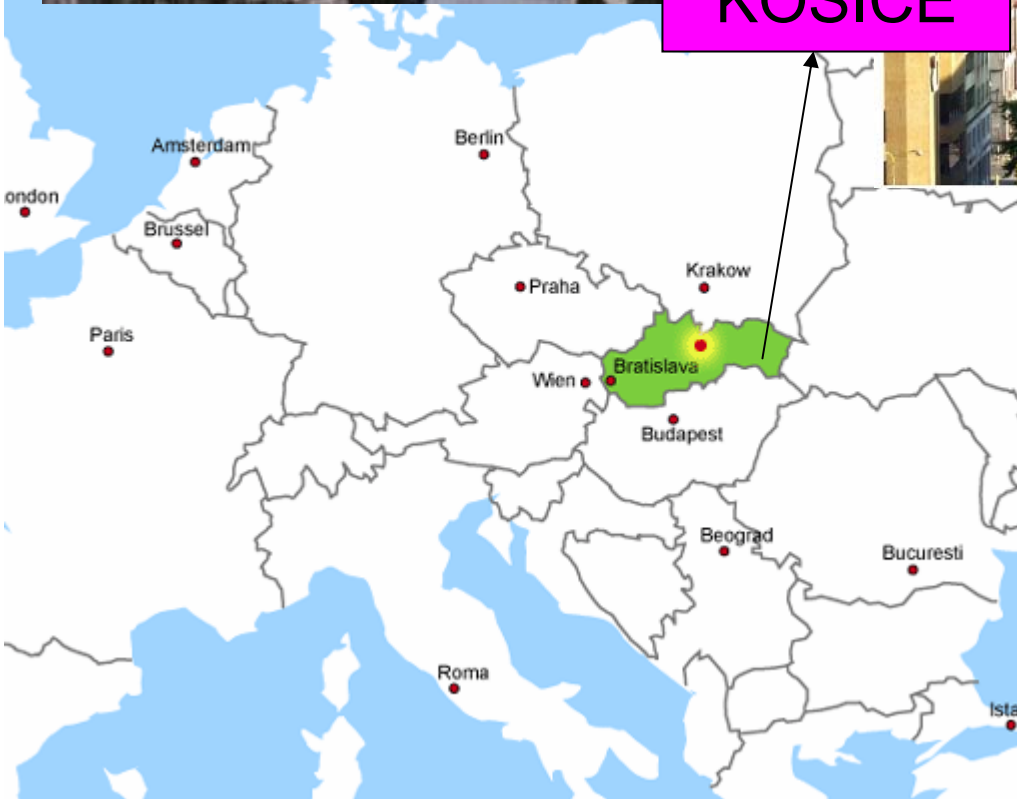 KOSICE
Amsterdam
Berlin
ondon
Brussel
Krakow
Praha
Paris
Bratislava
Wien
Budapest
Beograd
Bucuresti
Roma
Ista